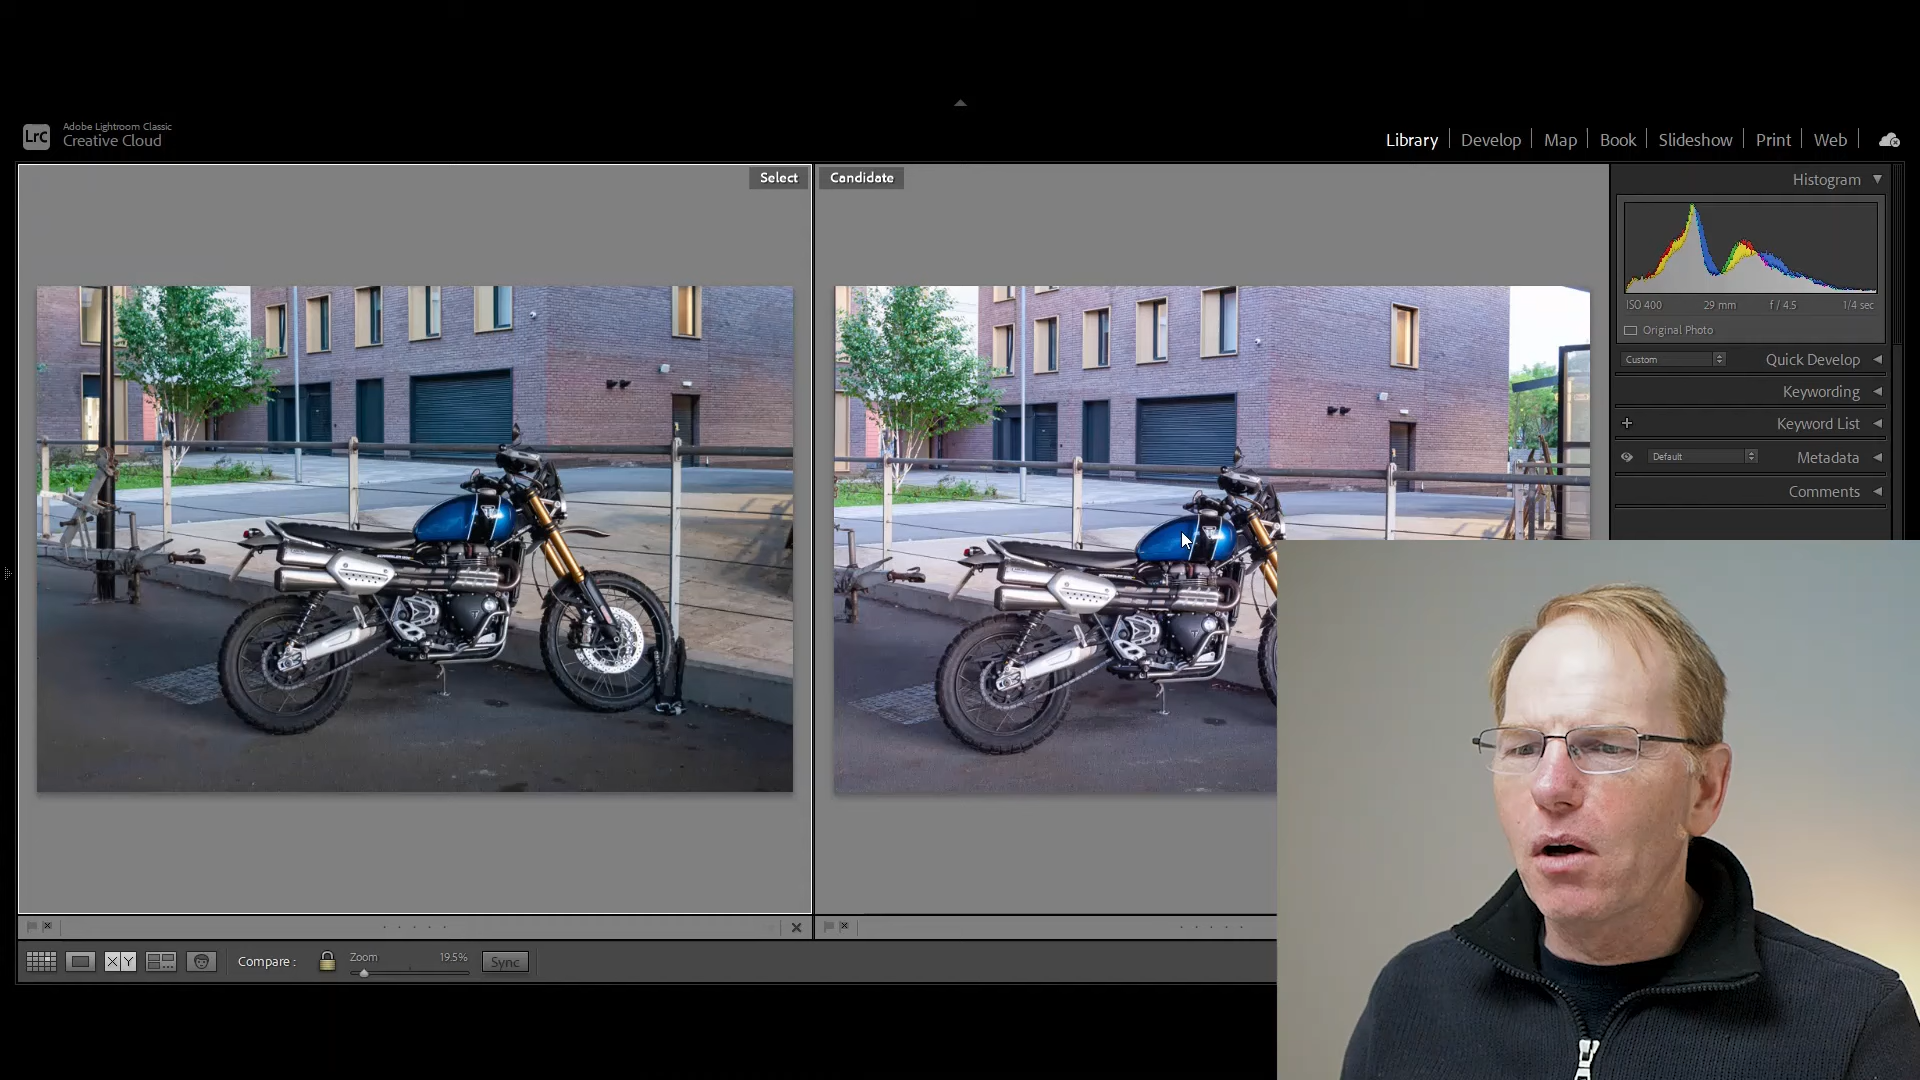 LrC
Adobe Lightroom Classic
Creative Cloud
Library
Develop
Map
Book
Slideshow
Print
Web
Select
Candidate
Histogram
ISO 400 29 mm f / 4.5 1/4 sec
Original Photo
Custom
Quick Develop
Keywording
Keyword List
Default
Metadata
Comments
XY
Compare :
Zoom 19.5%
Sync